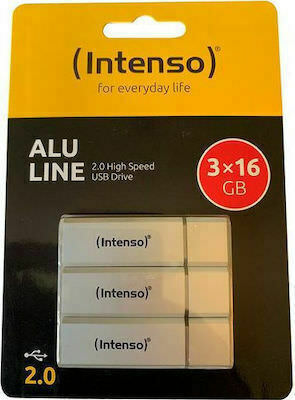 (Intenso)®
for everyday life
ALU
LINE
2.0 High Speed
USB Drive
3×16
GB
(Intenso)®
(Intenso)®
(Intenso)®
2.0